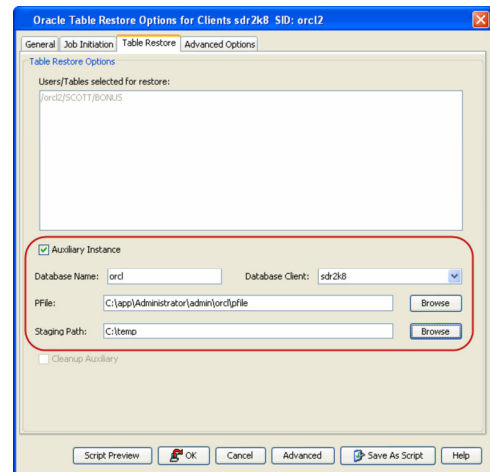 Oracle Table Restore Options for Clients sdr2k8 SID: orcl2
General Job Initiation Table Restore Advanced Options
Table Restore Options
Users/Tables selected for restore:
/orcl2/SCOTT/BONUS
Auxiliary Instance
Database Name: orcl Database Client: sdr2k8
PFile: C:\app\Administrator\admin\orcl\pfile Browse
Staging Path: C:\temp Browse
Cleanup Auxiliary
Script Preview OK Cancel Advanced Save As Script Help